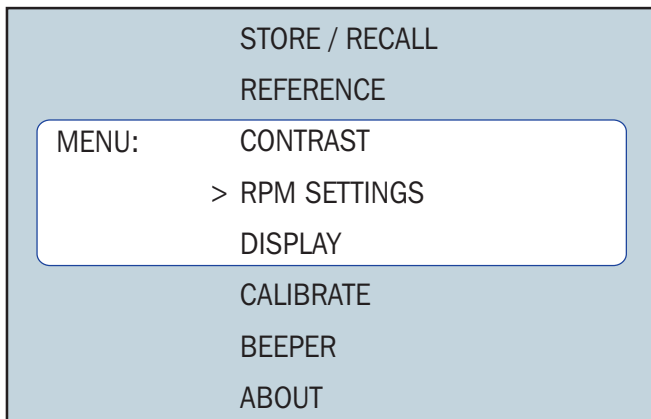 STORE / RECALL
REFERENCE
MENU: CONTRAST
> RPM SETTINGS
DISPLAY
CALIBRATE
BEEPER
ABOUT